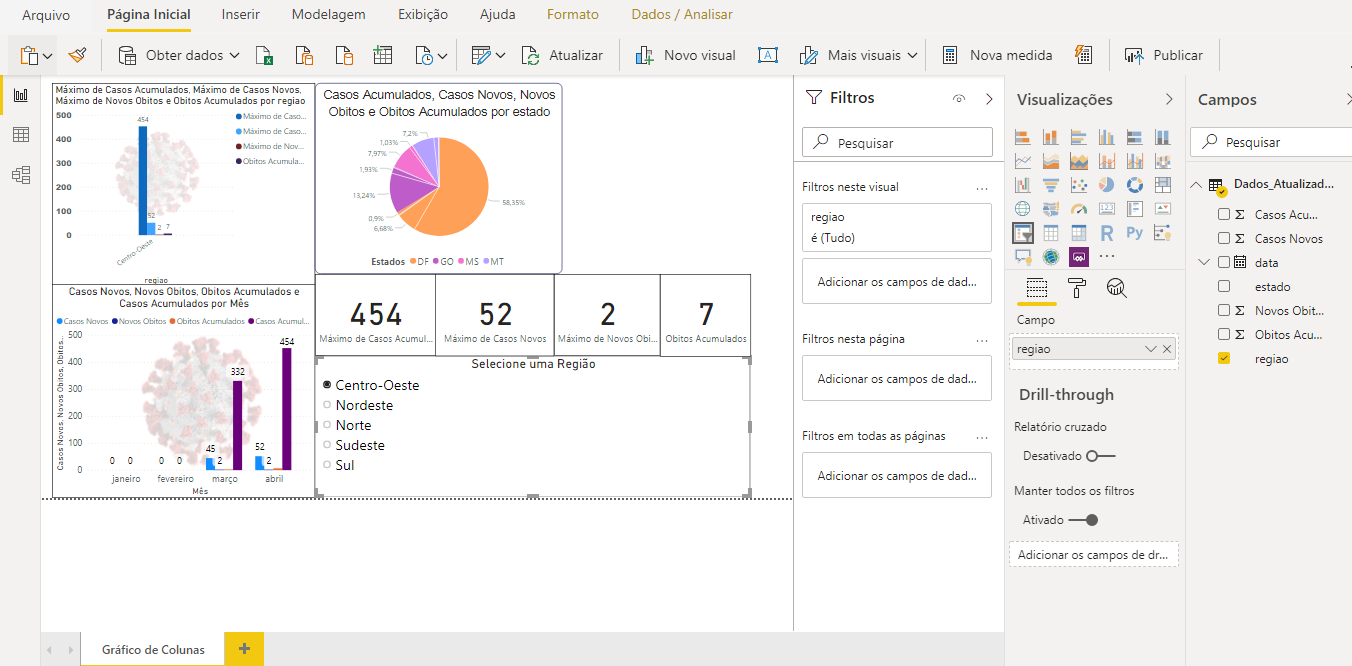 Arquivo
Página Inicial
Inserir
Modelagem
Exibição
Ajuda
Formato
Dados / Analisar
Obter dados
Atualizar
Novo visual
A
Mais visuais
Nova medida
Publicar
Máximo de Casos Acumulados, Máximo de Casos Novos,
Máximo de Novos Obitos e Obitos Acumulados por regiao
500
400
300
200
100
0
454
52
2
7
Centro-Oeste
regiao
Máximo de Caso...
Máximo de Caso...
Máximo de Nov...
Obitos Acumula...
Casos Acumulados, Casos Novos, Novos
Obitos e Obitos Acumulados por estado
7,2%
1,03%
7,97%
1,93%
13,24%
0,9%
6,68%
58,35%
Estados DF GO MS MT
Casos Novos, Novos Obitos, Obitos Acumulados e
Casos Acumulados por Mês
Casos Novos Novos Obitos Obitos Acumulados Casos Acumul...
Casos Novos, Novos Obitos, Obitos...
500
400
300
200
100
0
0 0
0 0
45
2
332
52
2
454
janeiro fevereiro março abril
Mês
454
Máximo de Casos Acumul...
52
Máximo de Casos Novos
2
Máximo de Novos Obi...
7
Obitos Acumulados
Selecione uma Região
Centro-Oeste
Nordeste
Norte
Sudeste
Sul
Filtros
Pesquisar
Filtros neste visual
...
regiao
é (Tudo)
Adicionar os campos de dad...
Filtros nesta página
...
Adicionar os campos de dad...
Filtros em todas as páginas
...
Adicionar os campos de dad...
Visualizações
123
R
Py
...
Campo
regiao
Drill-through
Relatório cruzado
Desativado
Manter todos os filtros
Ativado
Adicionar os campos de dr...
Campos
Pesquisar
Dados_Atualizad...
Σ Casos Acu...
Σ Casos Novos
data
estado
Σ Novos Obit...
Σ Obitos Acu...
regiao
Gráfico de Colunas
+